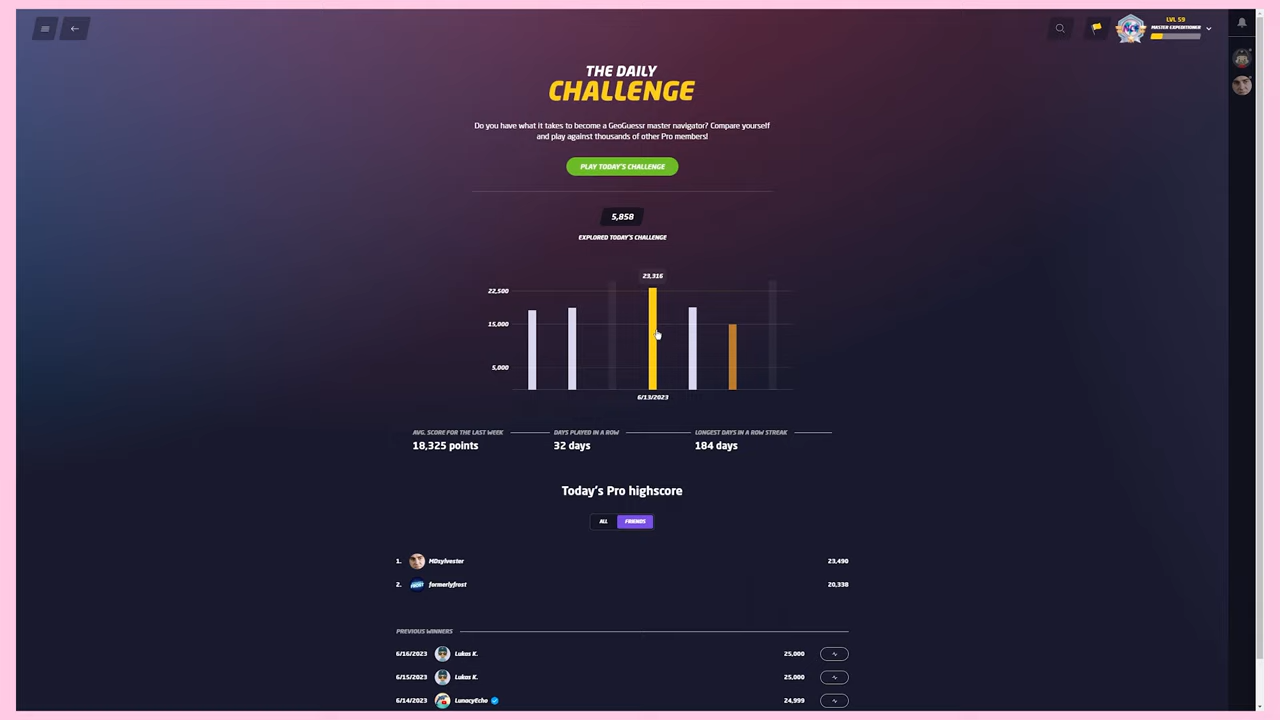 LVL 59
MASTER EXPEDITIONER
THE DAILY
CHALLENGE
Do you have what it takes to become a GeoGuessr master navigator? Compare yourself
and play against thousands of other Pro members!
PLAY TODAY'S CHALLENGE
5,858
EXPLORED TODAY'S CHALLENGE
23,316
22,500
15,000
5,000
6/13/2023
AVG. SCORE FOR THE LAST WEEK
18,325 points
DAYS PLAYED IN A ROW
32 days
LONGEST DAYS IN A ROW STREAK
184 days
Today's Pro highscore
ALL
FRIENDS
1. MDsylvester 23,490
2. formerlyfrost 20,338
PREVIOUS WINNERS
6/16/2023 Lukas K. 25,000
6/15/2023 Lukas K. 25,000
6/14/2023 LunacyEcho 24,999